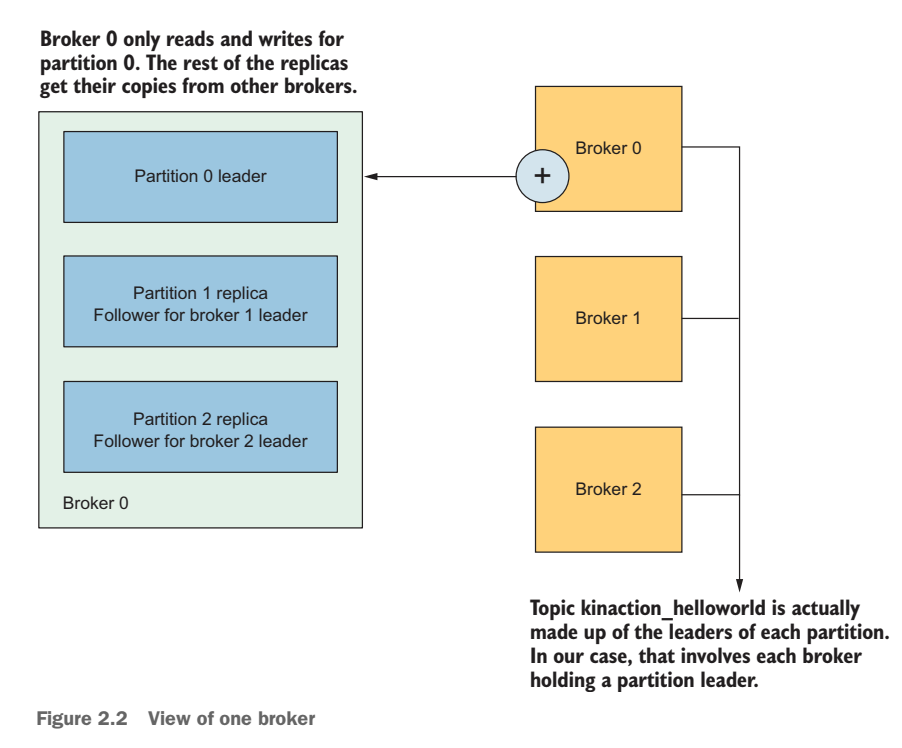 Broker 0 only reads and writes for
partition 0. The rest of the replicas
get their copies from other brokers.
Partition 0 leader
Partition 1 replica
Follower for broker 1 leader
Partition 2 replica
Follower for broker 2 leader
Broker 0
+
Broker 0
Broker 1
Broker 2
Topic kinaction_helloworld is actually
made up of the leaders of each partition.
In our case, that involves each broker
holding a partition leader.
Figure 2.2 View of one broker